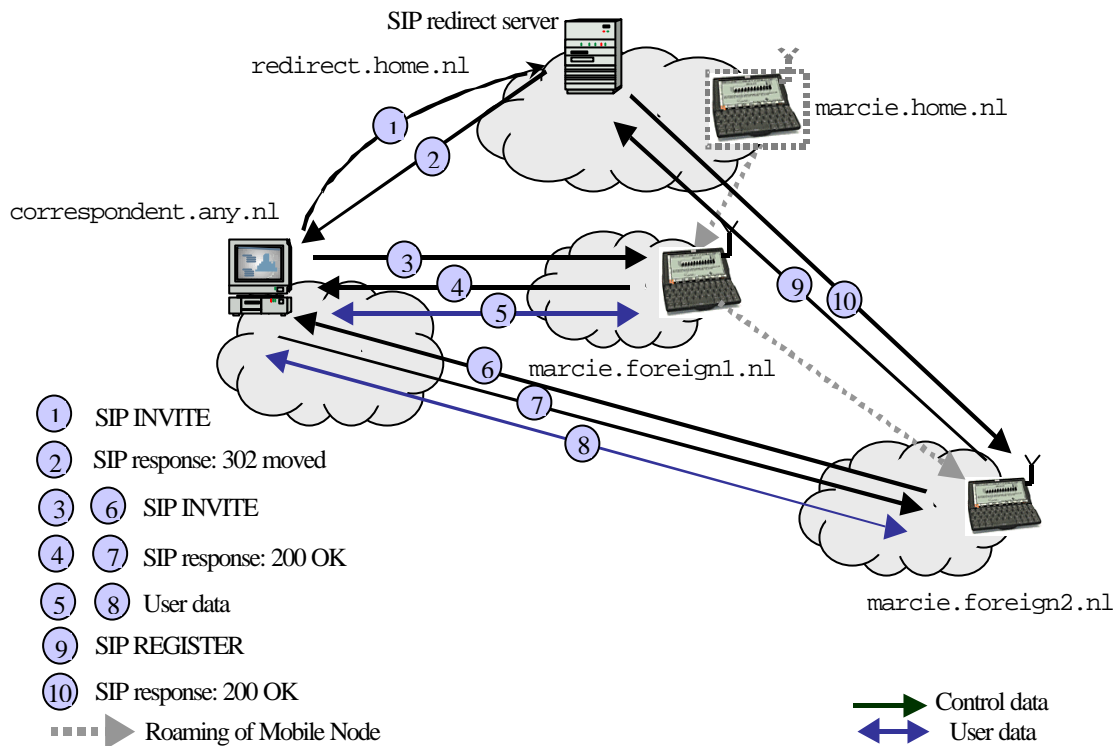 SIP redirect server
redirect.home.nl
marcie.home.nl
1
2
correspondent.any.nl
3
4
5
9
10
marcie.foreign1.nl
6
7
8
marcie.foreign2.nl
1 SIP INVITE
2 SIP response: 302 moved
3 6 SIP INVITE
4 7 SIP response: 200 OK
5 8 User data
9 SIP REGISTER
10 SIP response: 200 OK
Roaming of Mobile Node
Control data
User data